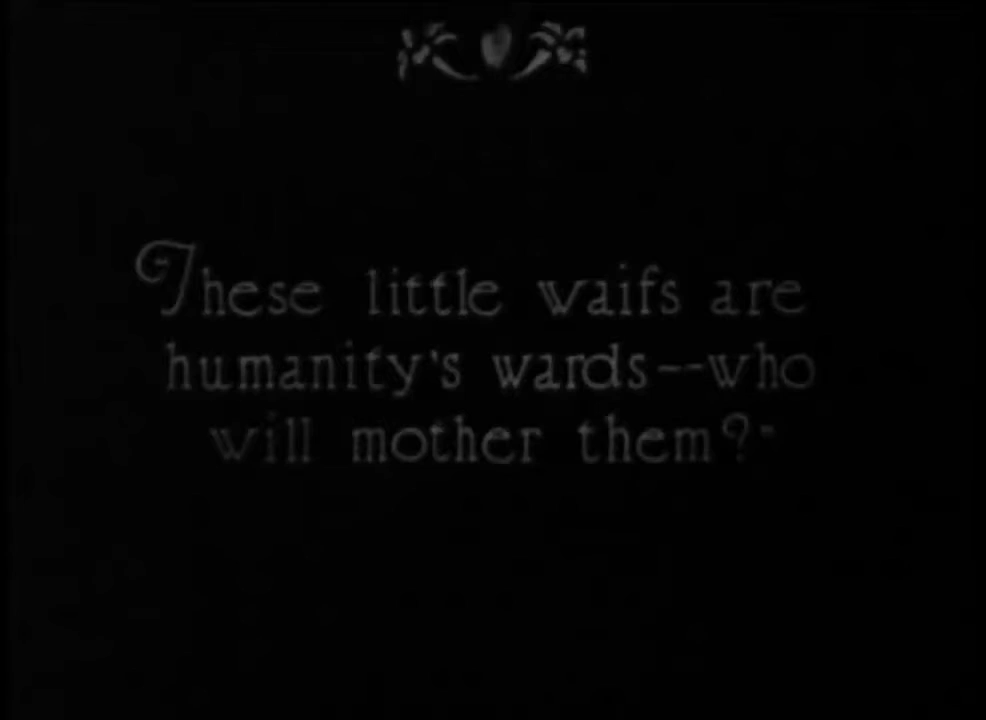 These little waifs are
humanity's wards--who
will mother them?"